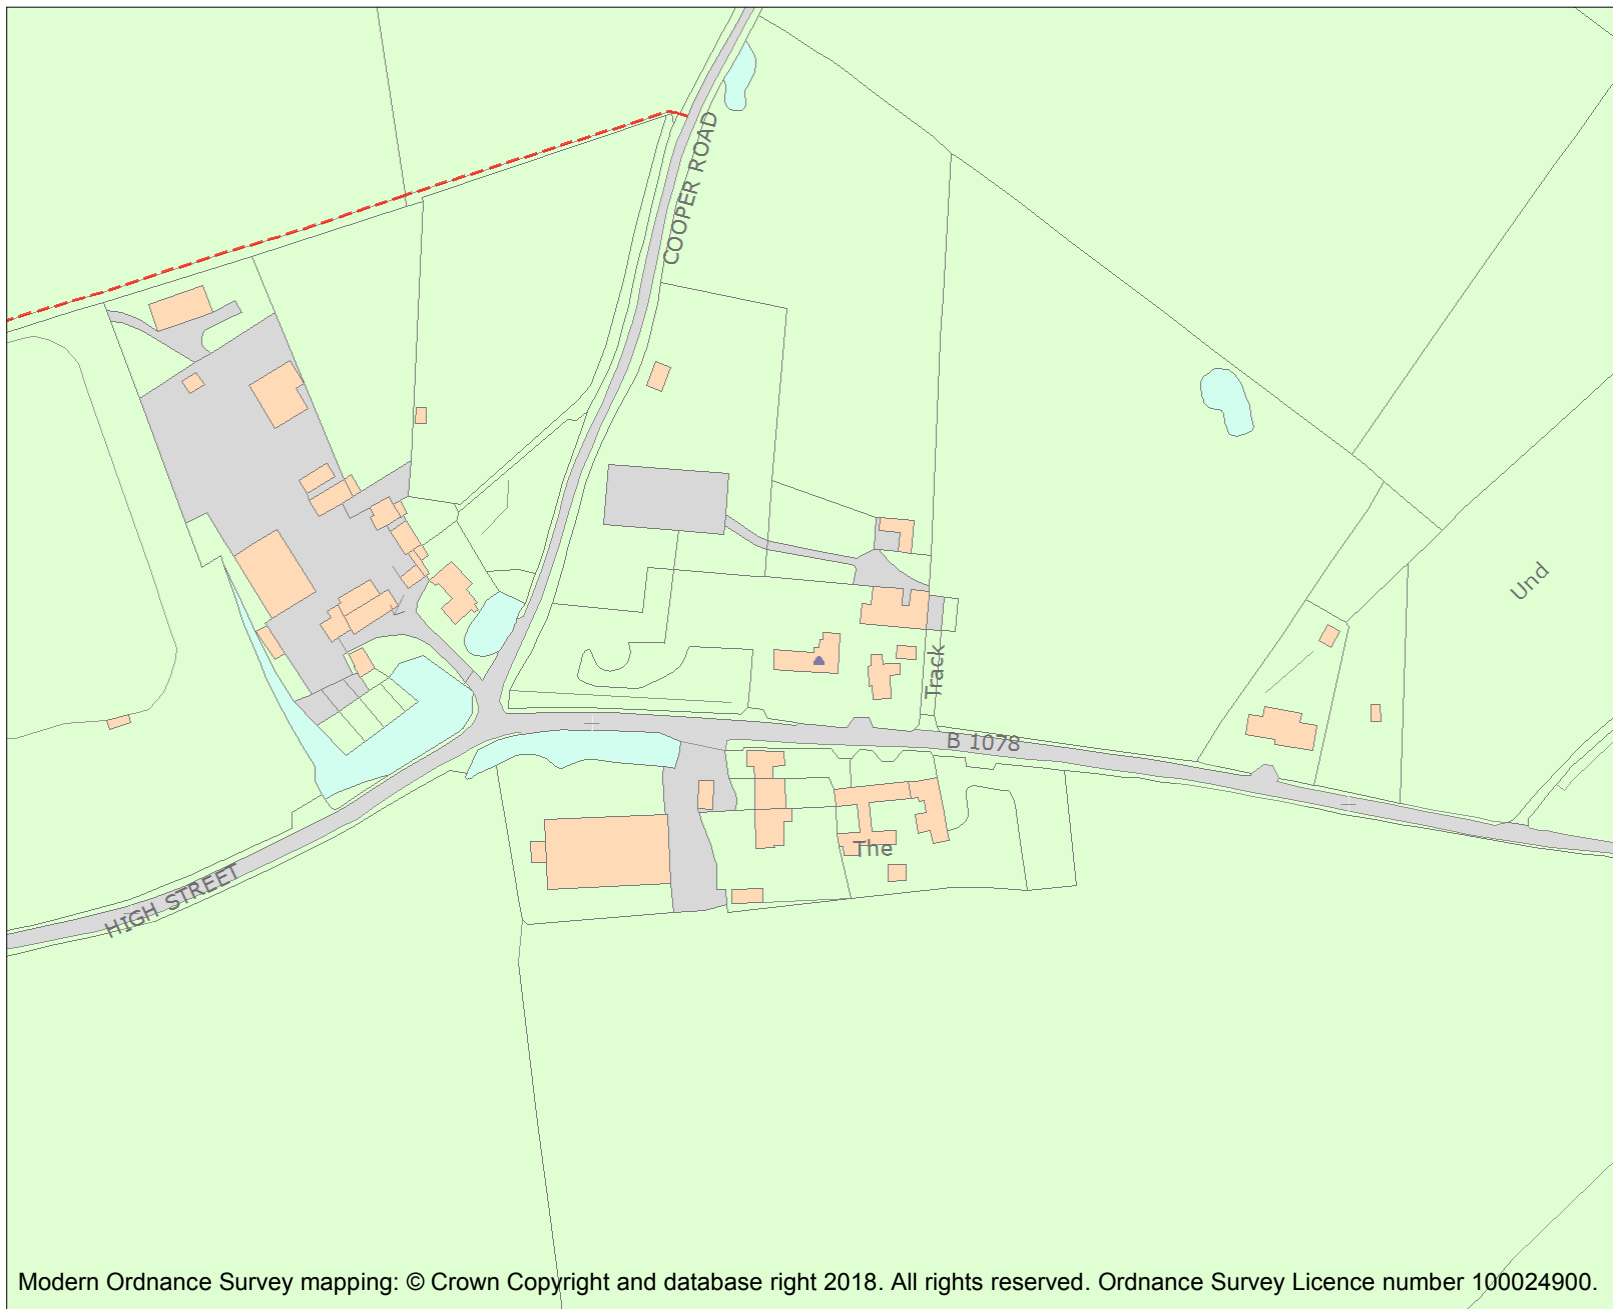 COOPER ROAD
Und
Track
B 1078
The
HIGH STREET
Modern Ordnance Survey mapping: © Crown Copyright and database right 2018. All rights reserved. Ordnance Survey Licence number 100024900.